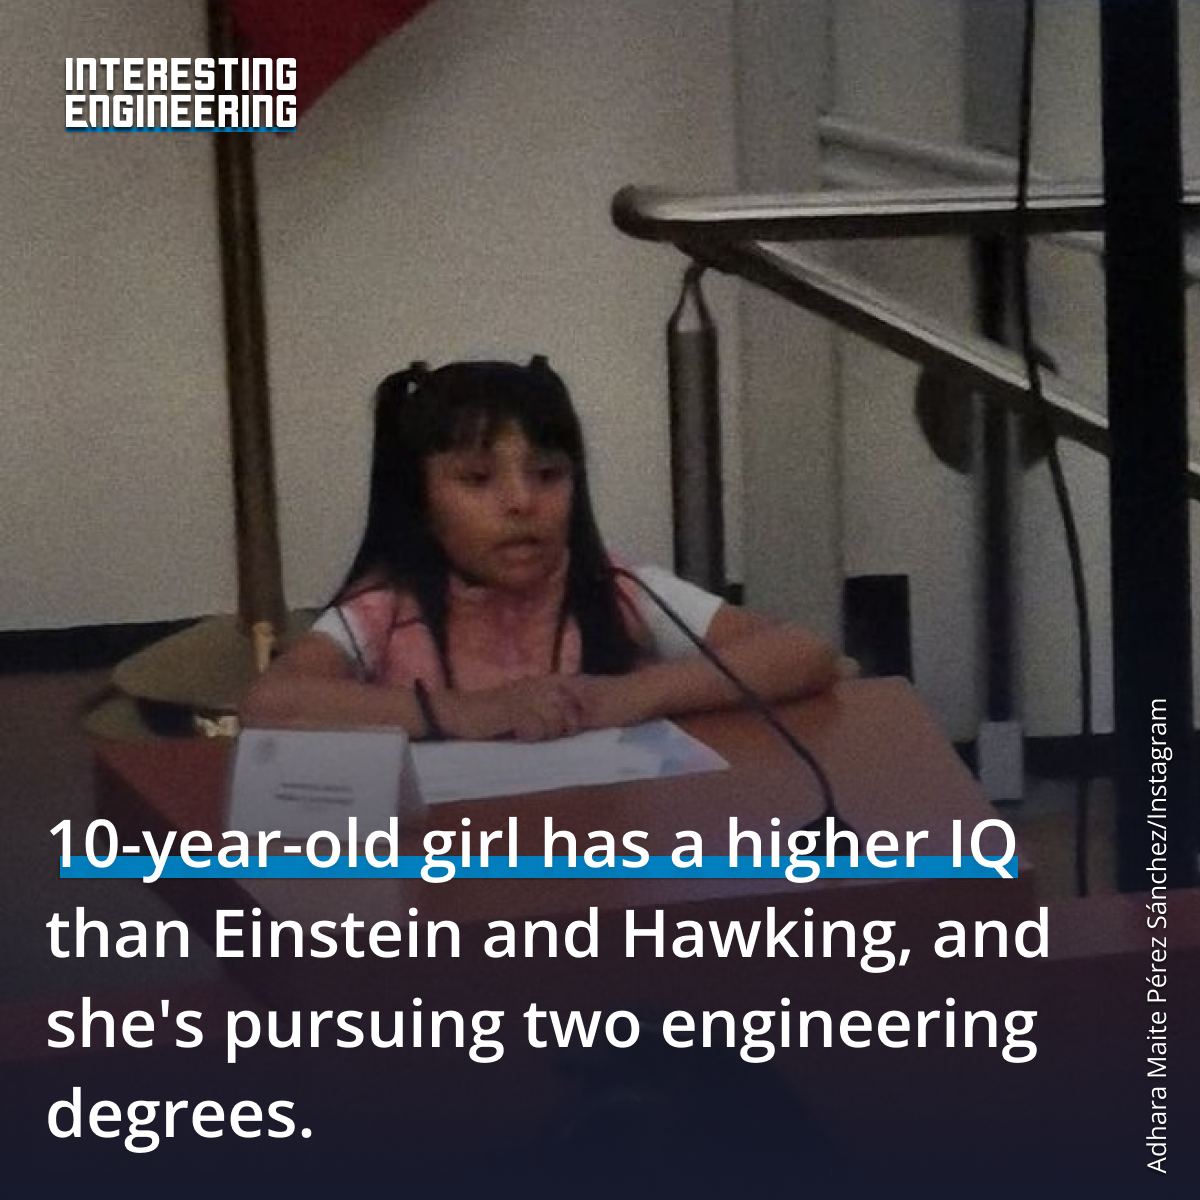 INTERESTING
ENGINEERING
10-year-old girl has a higher IQ
than Einstein and Hawking, and
she's pursuing two engineering
degrees.
Adhara Maite Pérez Sánchez/Instagram